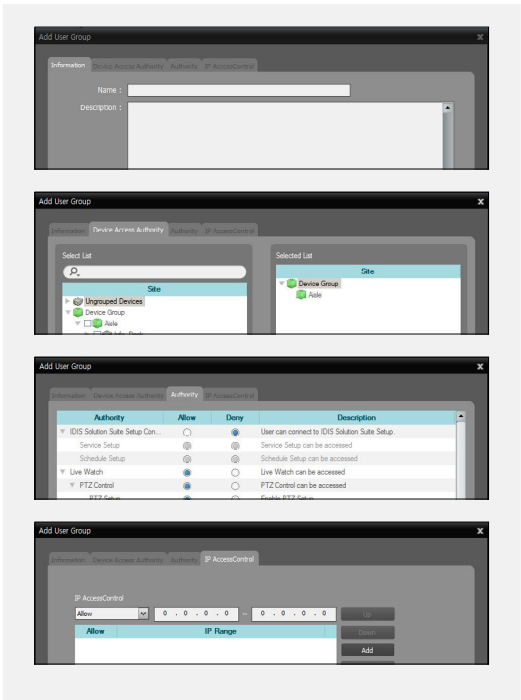 Add User Group x
Information Device Access Authority Authority IP AccessControl
Name :
Description :
Add User Group x
Information Device Access Authority Authority IP AccessControl
Select List Selected List
Site Site
Ungrouped Devices Device Group
Device Group Aisle
Aisle
Add User Group x
Information Device Access Authority Authority IP AccessControl
Authority Allow Deny Description
IDIS Solution Suite Setup Con... User can connect to IDIS Solution Suite Setup.
Service Setup Service Setup can be accessed
Schedule Setup Schedule Setup can be accessed
Live Watch Live Watch can be accessed
PTZ Control PTZ Control can be accessed
PTZ Setup Enable PTZ Setup
Add User Group x
Information Device Access Authority Authority IP AccessControl
IP AccessControl
Allow 0 . 0 . 0 . 0 ~ 0 . 0 . 0 . 0 Up
Allow IP Range Down
Add